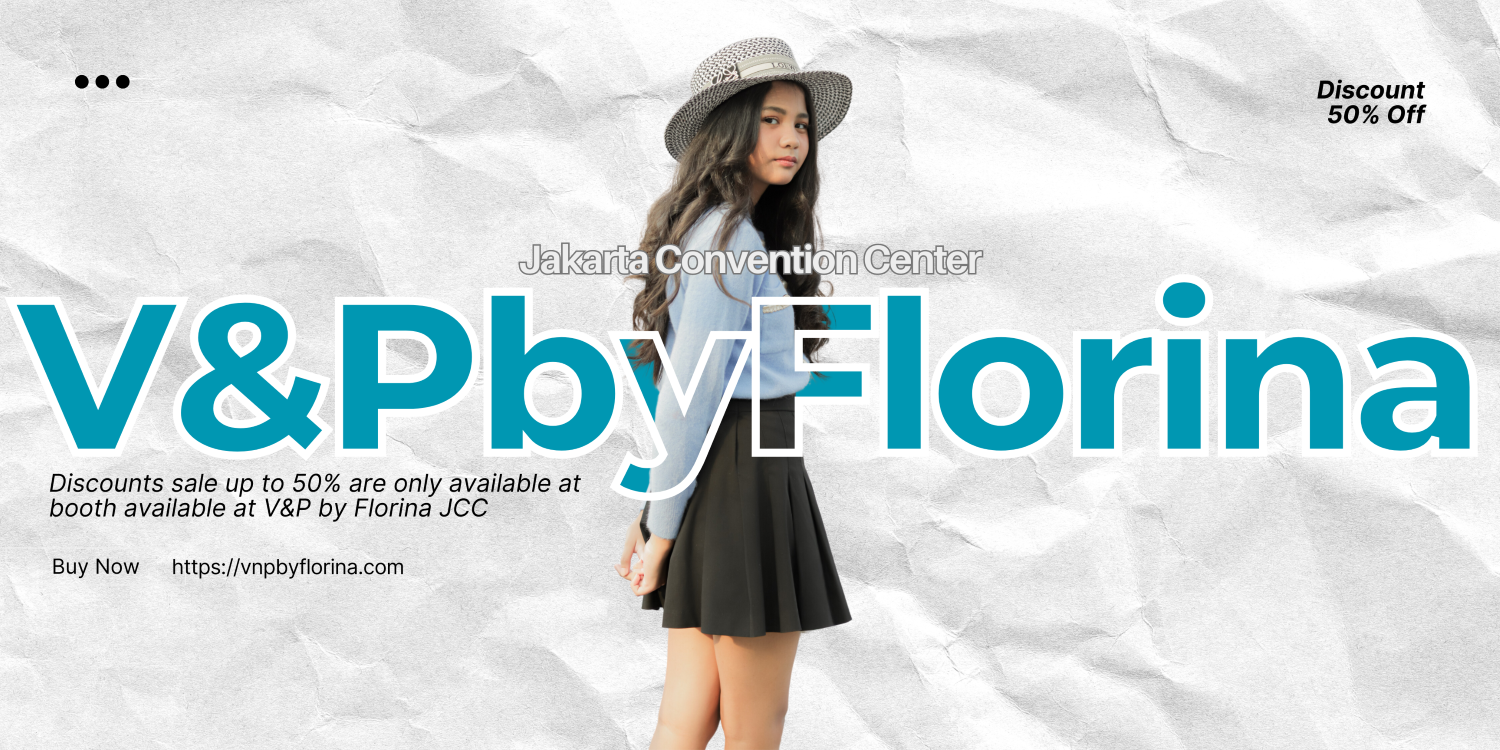 Discount
50% Off
Jakarta Convention Center
V&PbyFlorina
Discounts sale up to 50% are only available at
booth available at V&P by Florina JCC
Buy Now https://vnpbyflorina.com